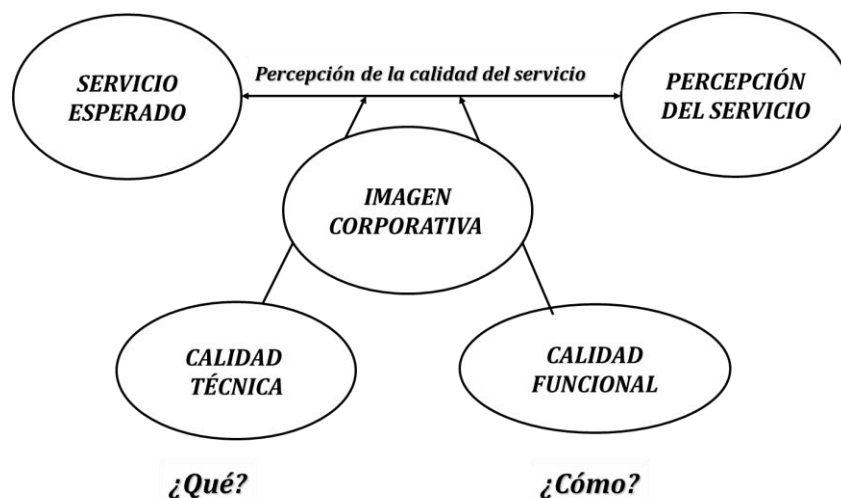 SERVICIO
ESPERADO
Percepción de la calidad del servicio
PERCEPCIÓN
DEL SERVICIO
IMAGEN
CORPORATIVA
CALIDAD
TÉCNICA
CALIDAD
FUNCIONAL
¿Qué?
¿Cómo?